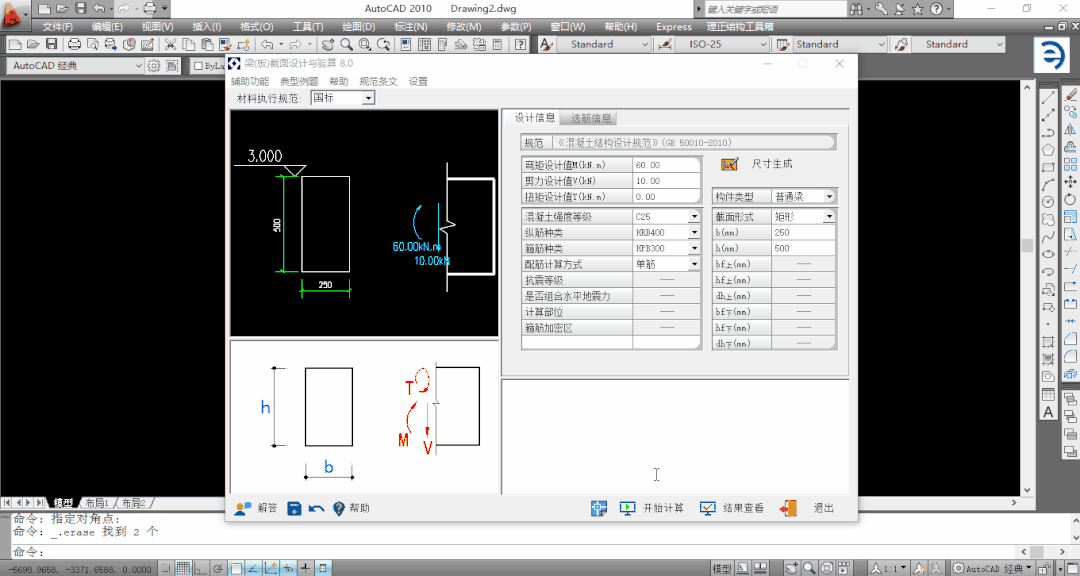 AutoCAD 2010 Drawing2.dwg
键入关键字或短语
文件(F) 编辑(E) 视图(V) 插入(I) 格式(O) 工具(T) 绘图(D) 标注(N) 修改(M) 参数(P) 窗口(W) 帮助(H) Express 理正结构工具箱
Standard ISO-25 Standard Standard
AutoCAD 经典 ByLa
梁(板)截面设计与验算 8.0
辅助功能 典型例题 帮助 规范条文 设置
材料执行规范: 国标
设计信息 选筋信息
规范 《混凝土结构设计规范》(GB 50010-2010)
弯矩设计值M(kN.m) 60.00
剪力设计值V(kN) 10.00
扭矩设计值T(kN.m) 0.00
尺寸生成
构件类型 普通梁
混凝土强度等级 C25
纵筋种类 HRB400
箍筋种类 HPB300
配筋计算方式 单筋
抗震等级 ——
是否组合水平地震力 ——
计算部位 ——
箍筋加密区 ——
截面形式 矩形
b(mm) 250
h(mm) 500
bf上(mm) ——
hf上(mm) ——
dh上(mm) ——
bf下(mm) ——
hf下(mm) ——
dh下(mm) ——
3.000
500
250
60.00kN.m
10.00kN
h
b
T
M
V
解答 帮助 开始计算 结果查看 退出
模型 布局1 布局2
命令: 指定对角点:
命令: _.erase 找到 2 个
命令:
-5698.9658, -3371.6588, 0.0000 模型 1:1 AutoCAD 经典